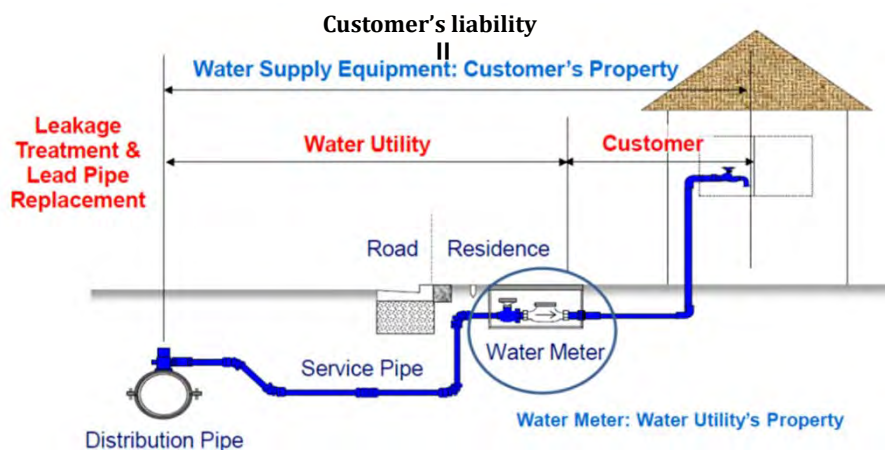 Customer’s liability
=
Water Supply Equipment: Customer’s Property
Leakage
Treatment &
Lead Pipe
Replacement
Water Utility
Customer
Road
Residence
Water Meter
Service Pipe
Water Meter: Water Utility’s Property
Distribution Pipe